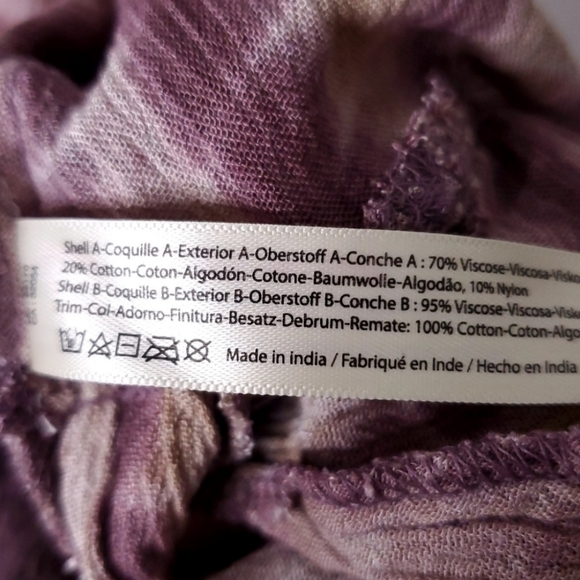 Shell A-Coquille A-Exterior A-Oberstoff A-Conche A : 70% Viscose-Viscosa-Visk
20% Cotton-Coton-Algodón-Cotone-Baumwolle-Algodão, 10% Nylon
Shell B-Coquille B-Exterior B-Oberstoff B-Conche B : 95% Viscose-Viscosa-Visk
Trim-Col-Adorno-Finitura-Besatz-Debrum-Remate: 100% Cotton-Coton-Algo
Made in india / Fabriqué en Inde / Hecho en India